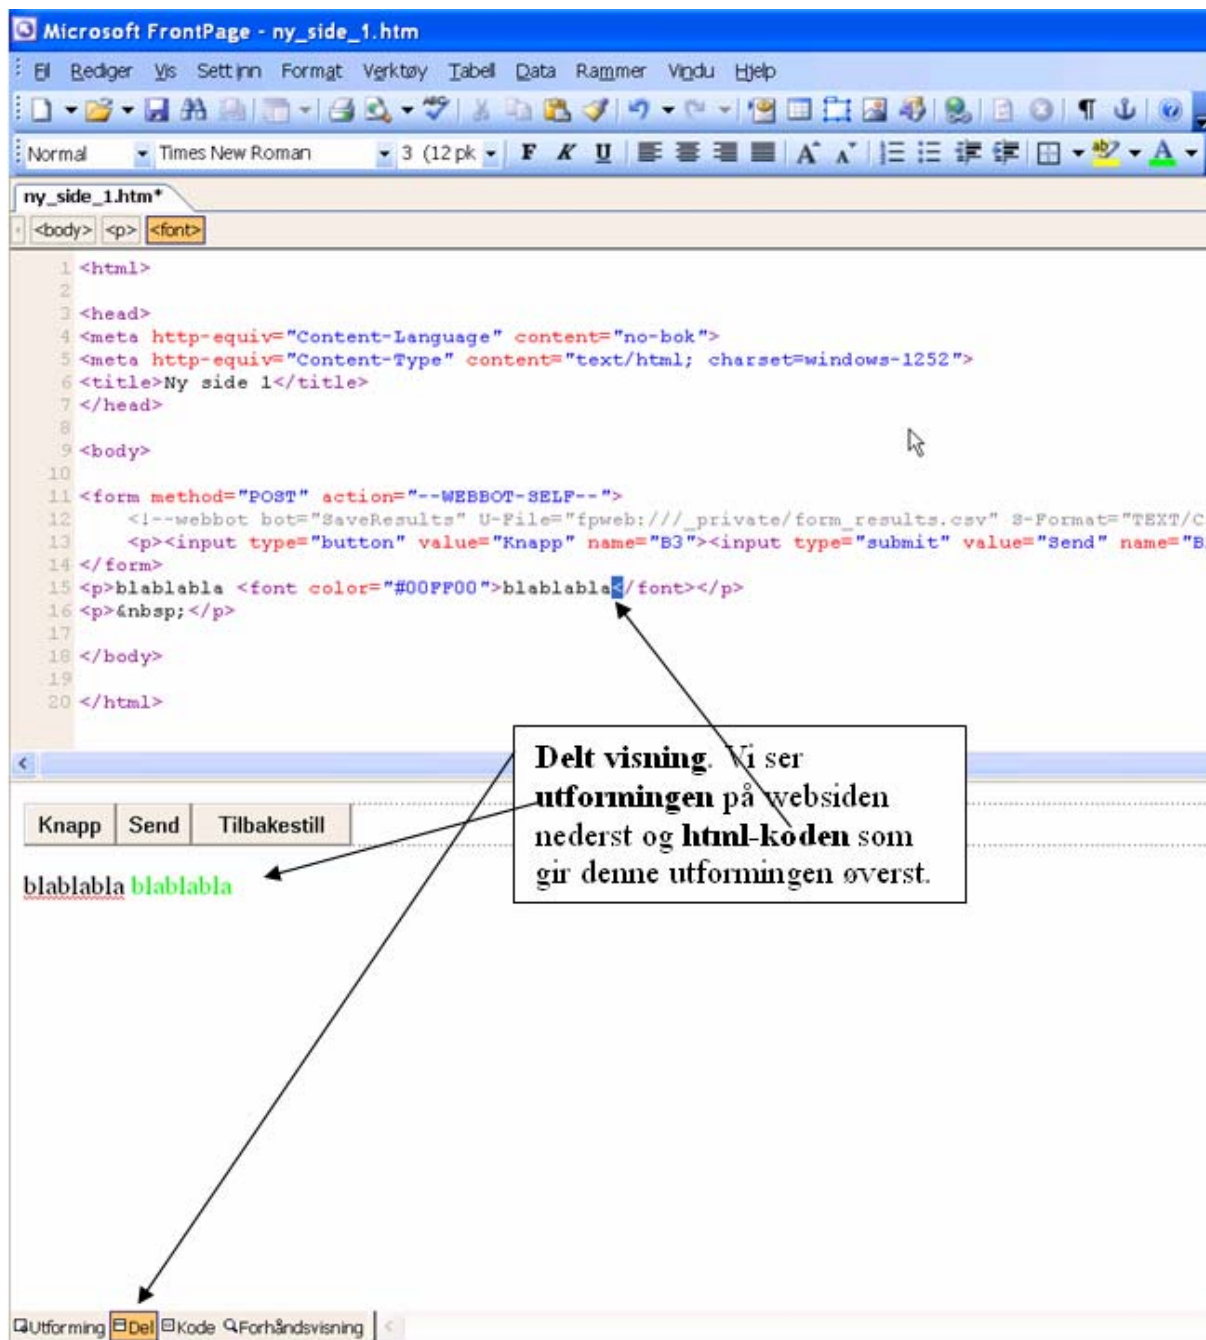 Microsoft FrontPage - ny_side_1.htm
Fil Rediger Vis Sett inn Format Verktøy Tabell Data Rammer Vindu Hjelp
Normal Times New Roman 3 (12 pk F K U
ny_side_1.htm*
<body> <p> <font>
1 <html>
2
3 <head>
4 <meta http-equiv="Content-Language" content="no-bok">
5 <meta http-equiv="Content-Type" content="text/html; charset=windows-1252">
6 <title>Ny side 1</title>
7 </head>
8
9 <body>
10
11 <form method="POST" action="--WEBBOT-SELF--">
12 <!--webbot bot="SaveResults" U-File="fpweb:///_private/form_results.csv" S-Format="TEXT/C
13 <p><input type="button" value="Knapp" name="B3"><input type="submit" value="Send" name="B
14 </form>
15 <p>blablabla <font color="#00FF00">blablabla</font></p>
16 <p>&nbsp;</p>
17
18 </body>
19
20 </html>
Delt visning. Vi ser
utformingen på websiden
nederst og html-koden som
gir denne utformingen øverst.
Knapp Send Tilbakestill
blablabla blablabla
Utforming Del Kode Forhåndsvisning